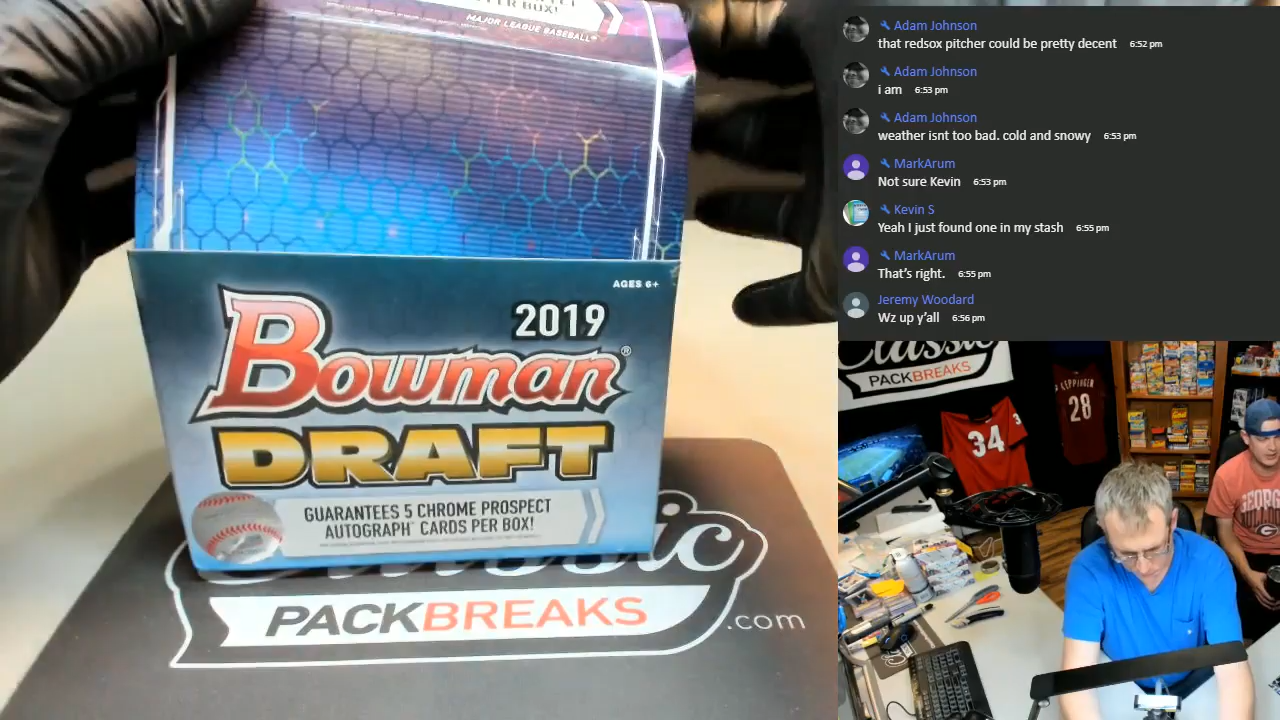 PER BOX!
MAJOR LEAGUE BASEBALL
AGES 6+
2019
Bowman®
DRAFT
GUARANTEES 5 CHROME PROSPECT
AUTOGRAPH CARDS PER BOX!
Classic
PACKBREAKS
.com
Adam Johnson
that redsox pitcher could be pretty decent 6:52 pm
Adam Johnson
i am 6:53 pm
Adam Johnson
weather isnt too bad. cold and snowy 6:53 pm
MarkArum
Not sure Kevin 6:53 pm
Kevin S
Yeah I just found one in my stash 6:55 pm
MarkArum
That's right. 6:55 pm
Jeremy Woodard
Wz up y'all 6:56 pm
Classic
PACKBREAKS
34
LEPPINGER
28